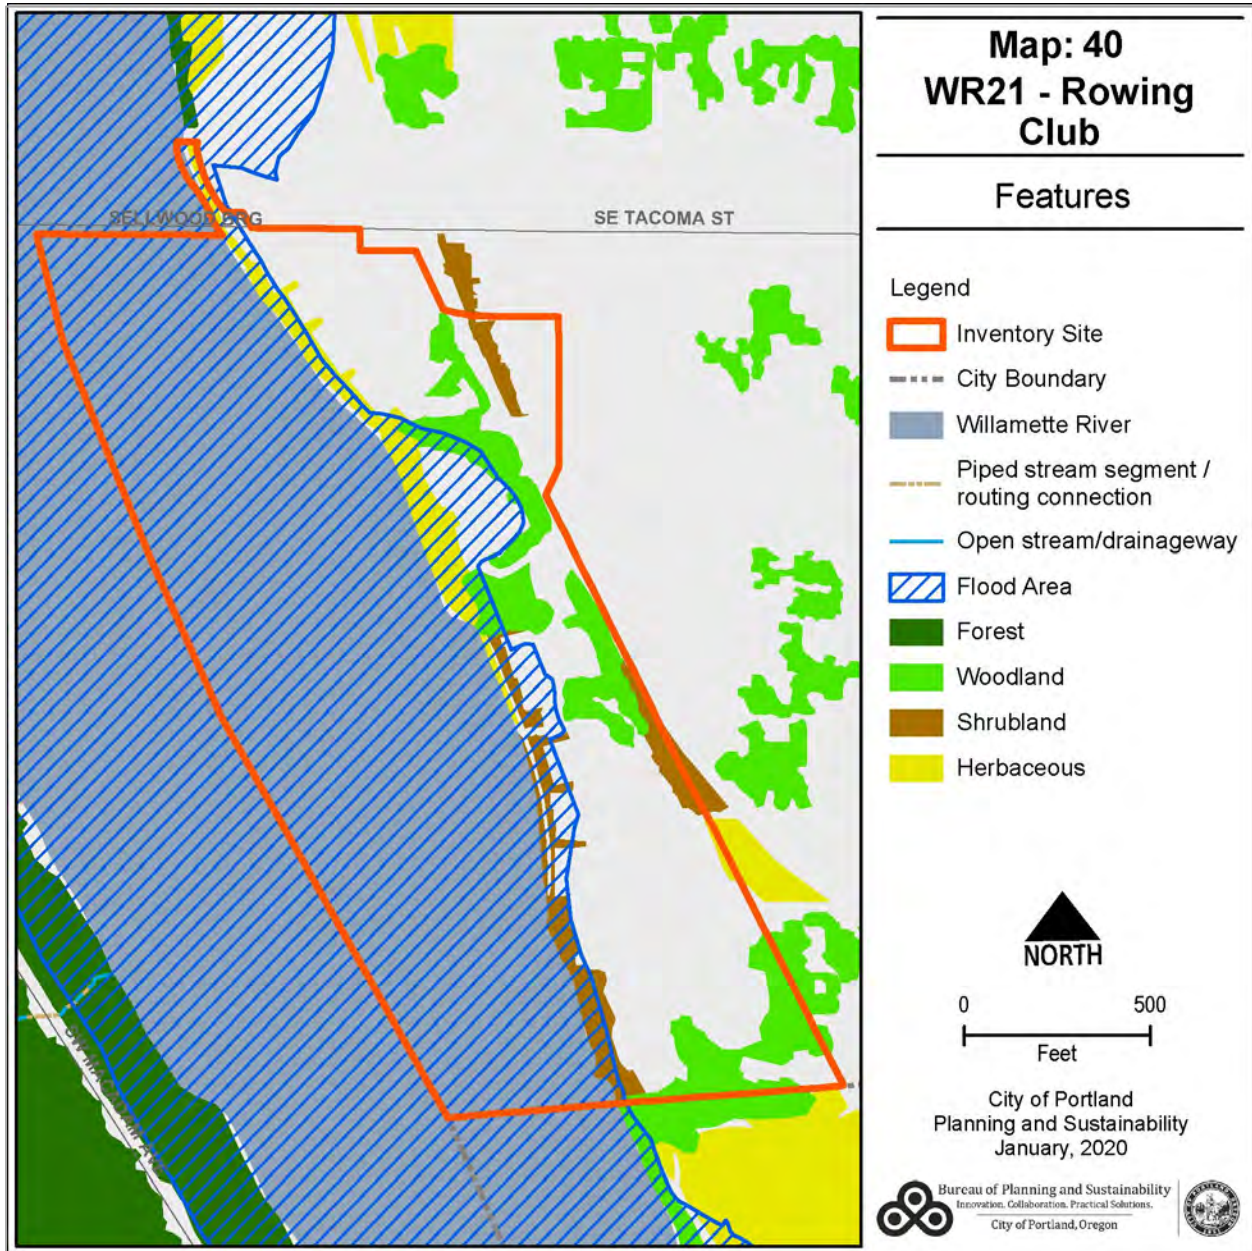 Map: 40
WR21 - Rowing
Club
Features
SELLWOOD BRG
SE TACOMA ST
SW MACADAM AVE
Legend
Inventory Site
City Boundary
Willamette River
Piped stream segment /
routing connection
Open stream/drainageway
Flood Area
Forest
Woodland
Shrubland
Herbaceous
NORTH
0 500
Feet
City of Portland
Planning and Sustainability
January, 2020
Bureau of Planning and Sustainability
Innovation. Collaboration. Practical Solutions.
City of Portland, Oregon